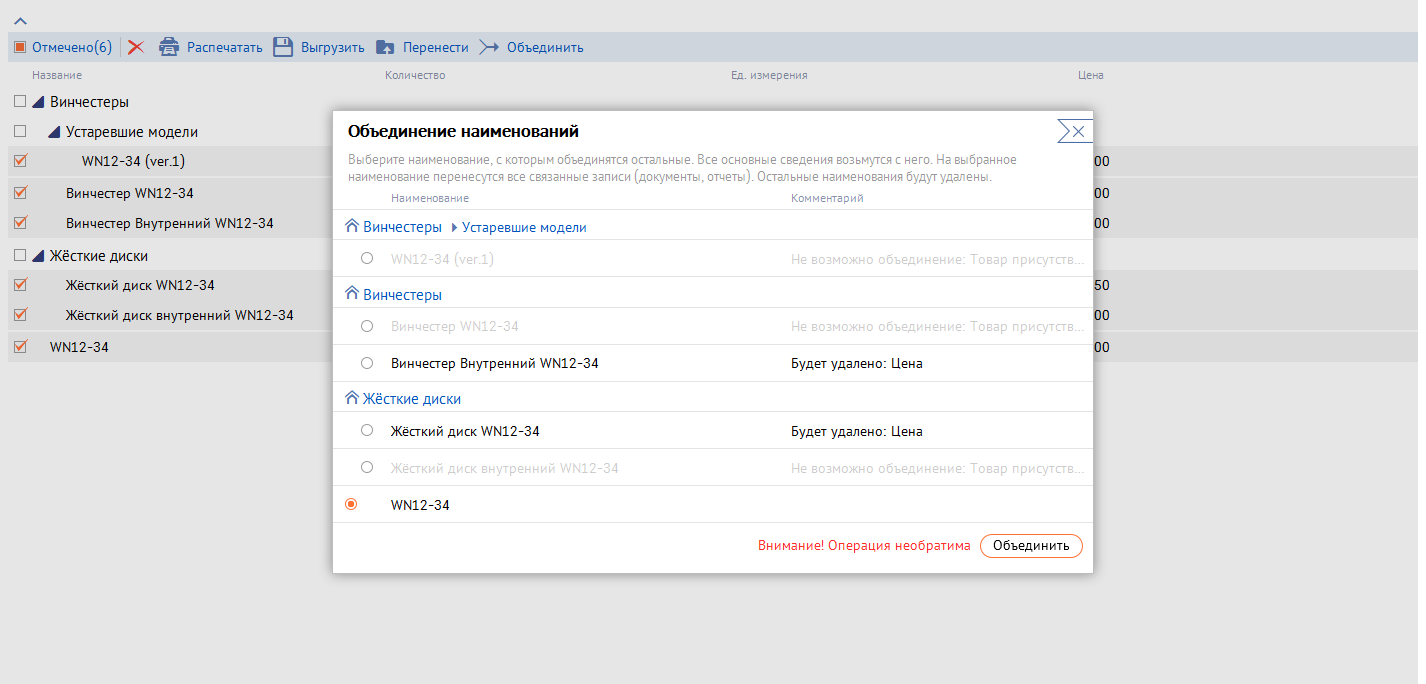 Отмечено(6) Распечатать Выгрузить Перенести Объединить
Название Количество Ед. измерения Цена
Винчестеры
Устаревшие модели
WN12-34 (ver.1) 00
Винчестер WN12-34 00
Винчестер Внутренний WN12-34 00
Жёсткие диски
Жёсткий диск WN12-34 50
Жёсткий диск внутренний WN12-34 00
WN12-34 00
Объединение наименований
Выберите наименование, с которым объединятся остальные. Все основные сведения возьмутся с него. На выбранное
наименование перенесутся все связанные записи (документы, отчеты). Остальные наименования будут удалены.
Наименование Комментарий
Винчестеры Устаревшие модели
WN12-34 (ver.1) Не возможно объединение: Товар присутств...
Винчестеры
Винчестер WN12-34 Не возможно объединение: Товар присутств...
Винчестер Внутренний WN12-34 Будет удалено: Цена
Жёсткие диски
Жёсткий диск WN12-34 Будет удалено: Цена
Жёсткий диск внутренний WN12-34 Не возможно объединение: Товар присутств...
WN12-34
Внимание! Операция необратима Объединить